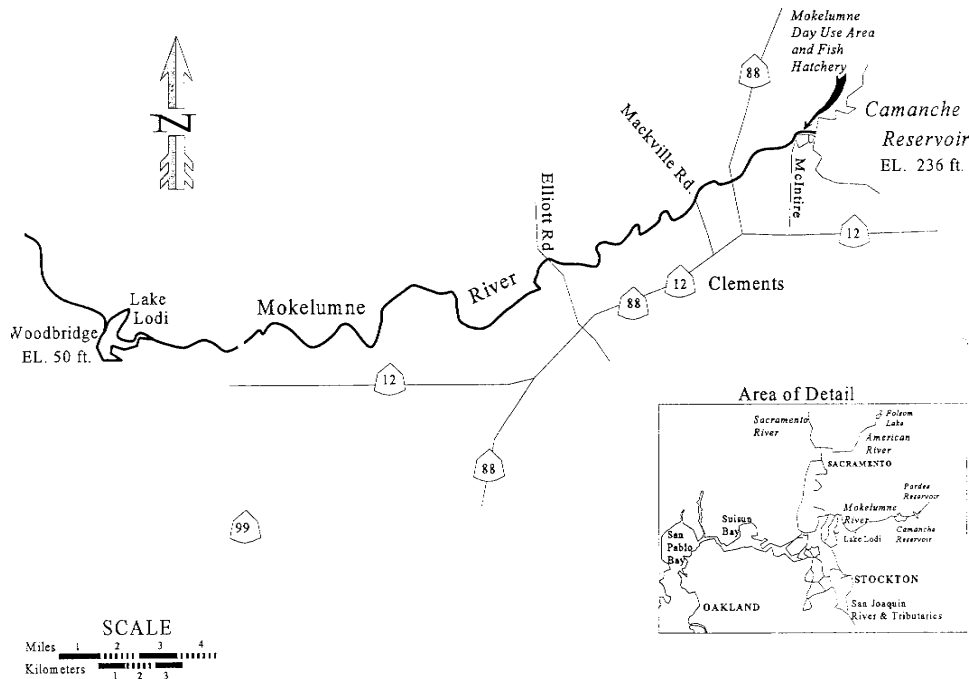 Mokelumne
Day Use Area
and Fish
Hatchery
88
N
Camanche
Reservoir
EL. 236 ft.
Mackville Rd.
McIntire
Elliott Rd
12
12
Clements
88
River
Mokelumne
Lake
Lodi
Woodbridge
EL. 50 ft.
12
88
99
Area of Detail
Sacramento
River
Folsom
Lake
American
River
SACRAMENTO
Pardee
Reservoir
Mokelumne
River
Camanche
Reservoir
Lake Lodi
Suisun
Bay
San
Pablo
Bay
STOCKTON
OAKLAND
San Joaquin
River & Tributaries
SCALE
Miles 1 2 3 4
Kilometers 1 2 3